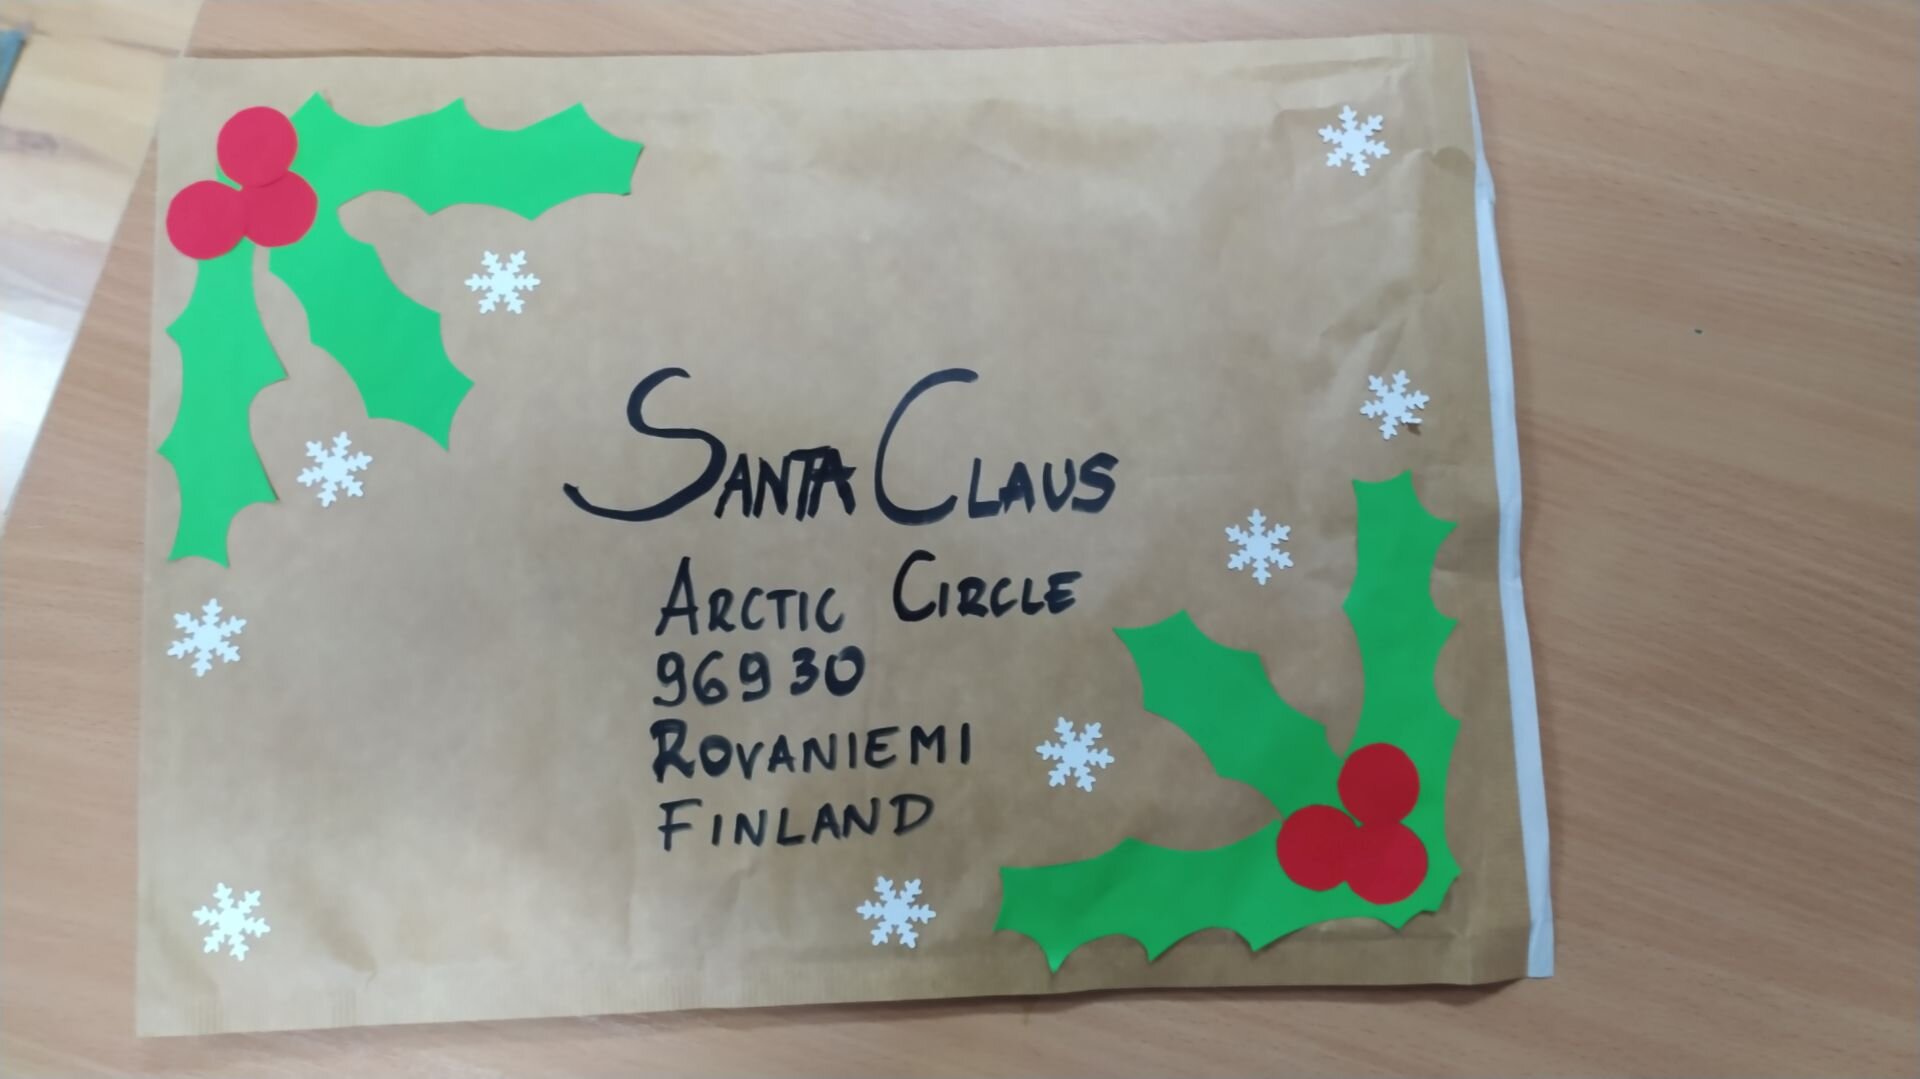 SANTA CLAUS
ARCTIC CIRCLE
96930
ROVANIEMI
FINLAND